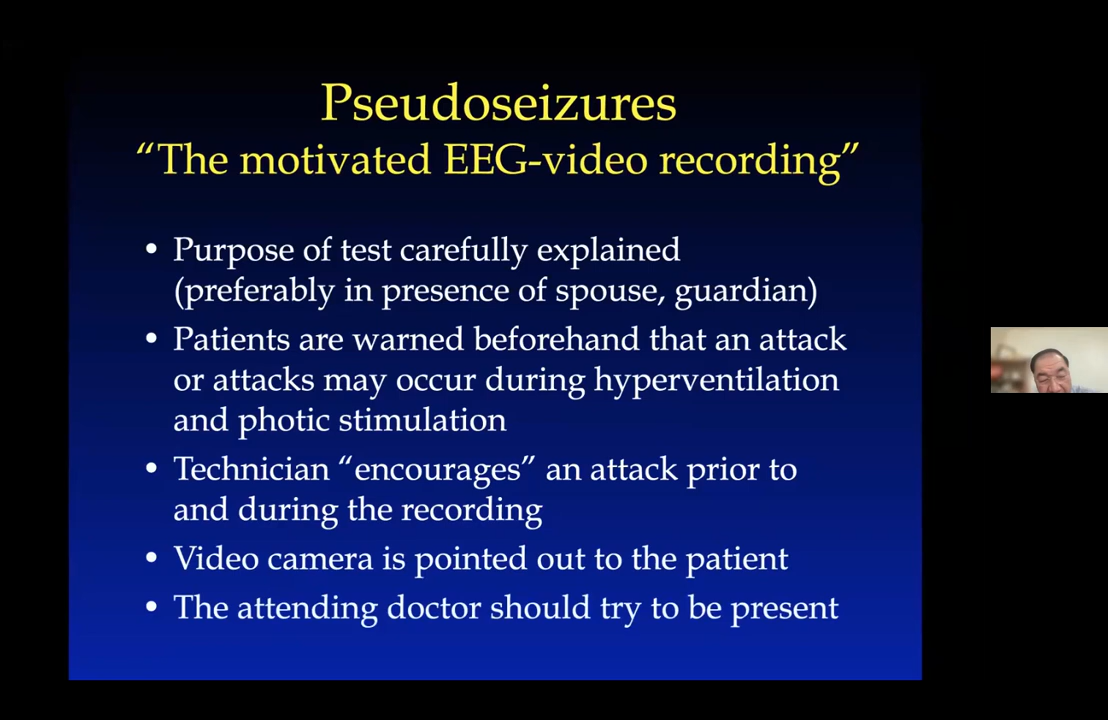 Pseudoseizures
“The motivated EEG-video recording”
• Purpose of test carefully explained
(preferably in presence of spouse, guardian)
• Patients are warned beforehand that an attack
or attacks may occur during hyperventilation
and photic stimulation
• Technician “encourages” an attack prior to
and during the recording
• Video camera is pointed out to the patient
• The attending doctor should try to be present